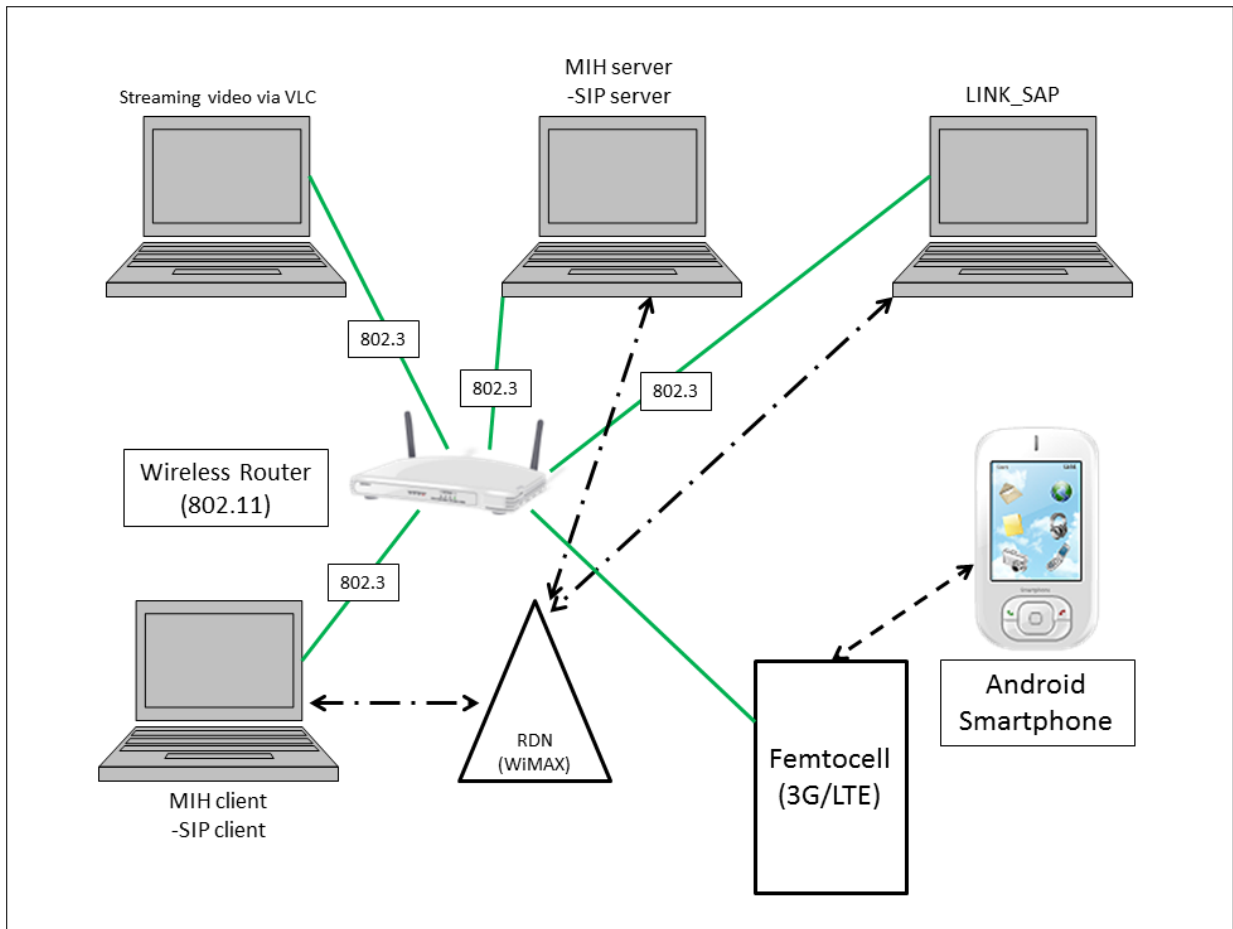 Streaming video via VLC
MIH server
-SIP server
LINK_SAP
802.3
802.3
802.3
Wireless Router
(802.11)
802.3
MIH client
-SIP client
RDN
(WiMAX)
Femtocell
(3G/LTE)
Smartphone
Android
Smartphone